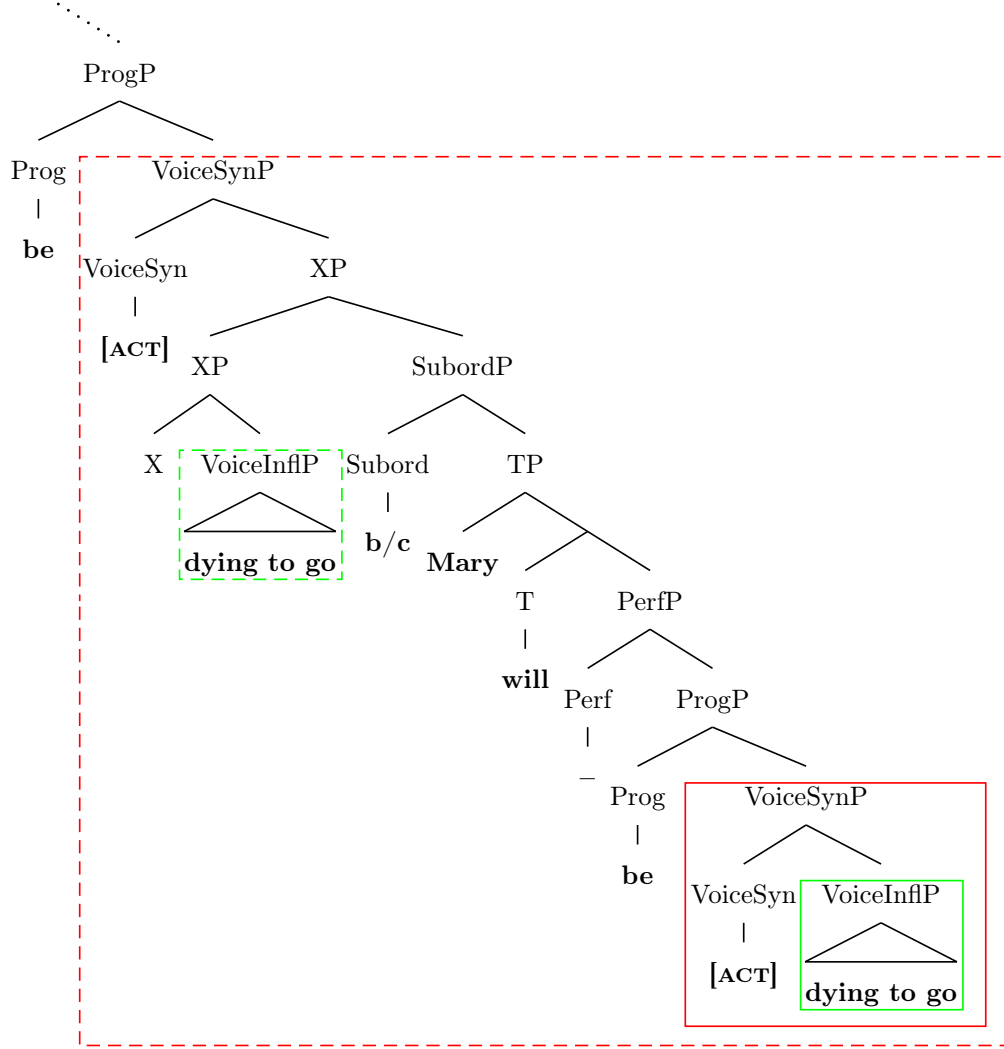 ProgP
Prog VoiceSynP
be
VoiceSyn XP
[ACT]
XP SubordP
X VoiceInflP Subord TP
dying to go b/c Mary
T PerfP
will
Perf ProgP
–
Prog VoiceSynP
be
VoiceSyn VoiceInflP
[ACT] dying to go